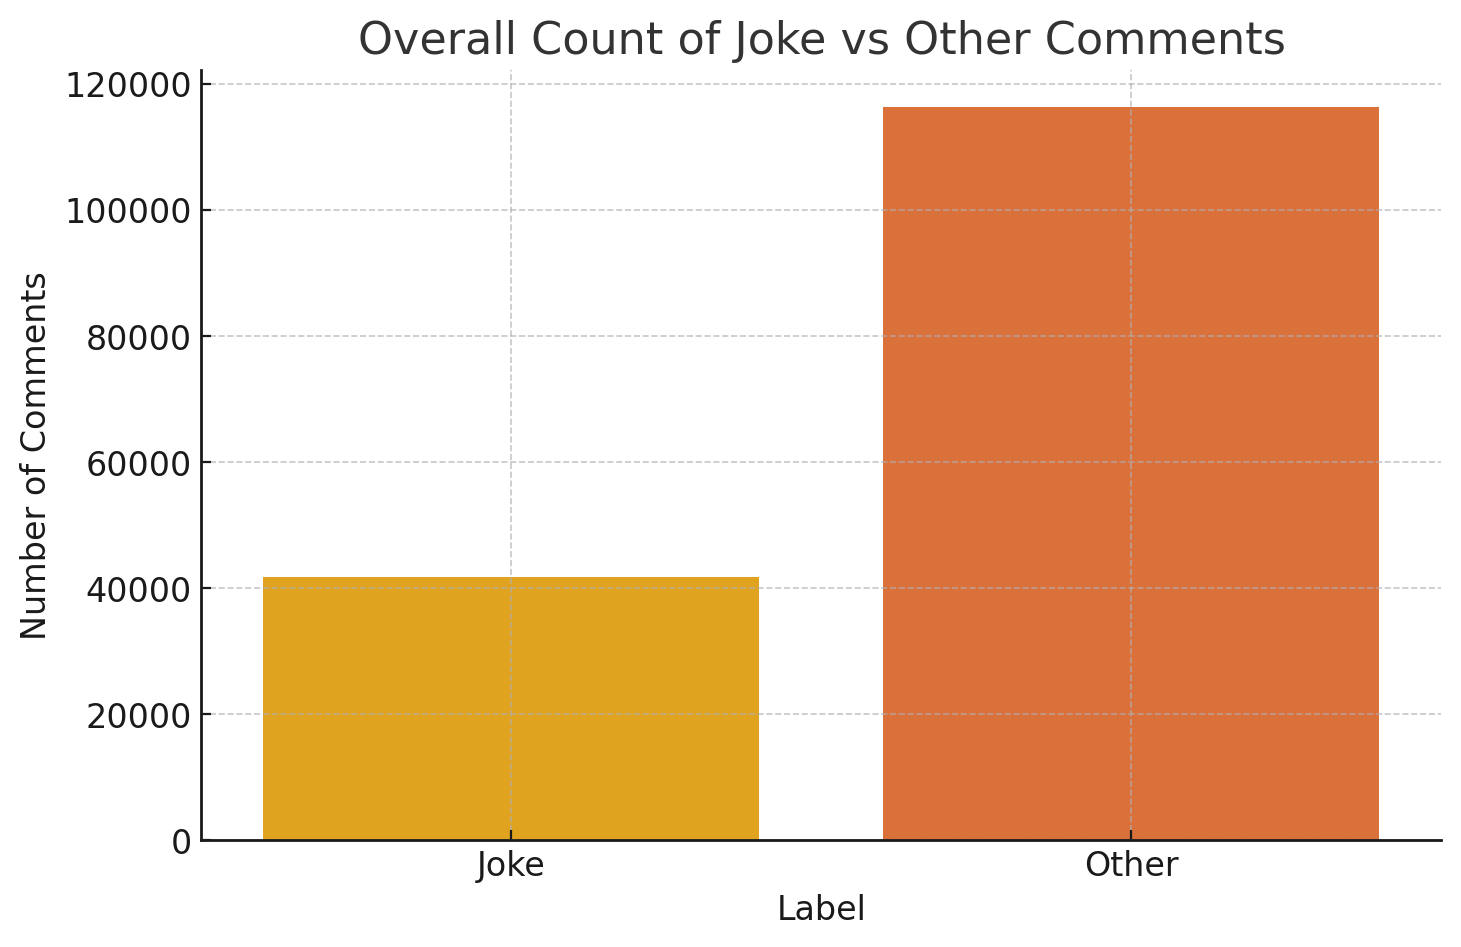 Overall Count of Joke vs Other Comments
120000
100000
80000
60000
40000
20000
0
Number of Comments
Joke
Other
Label